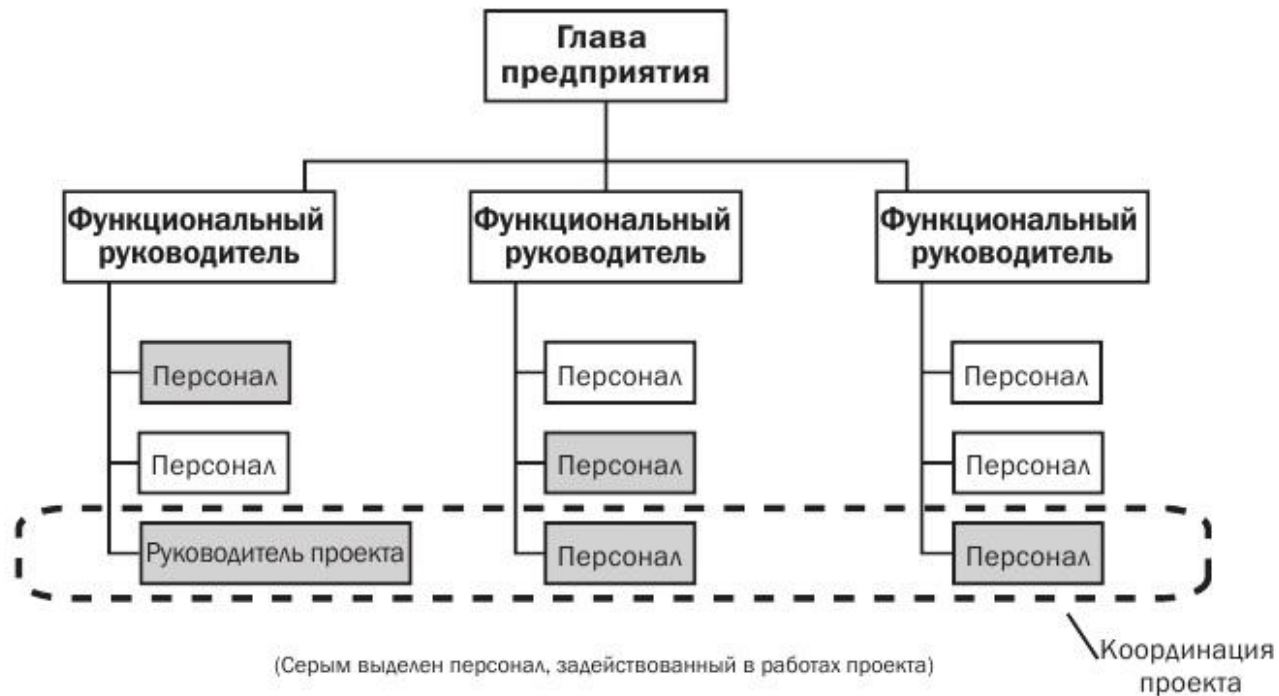 Глава
предприятия
Функциональный
руководитель
Функциональный
руководитель
Функциональный
руководитель
Персонал
Персонал
Персонал
Персонал
Персонал
Персонал
Руководитель проекта
Персонал
Персонал
(Серым выделен персонал, задействованный в работах проекта)
Координация
проекта